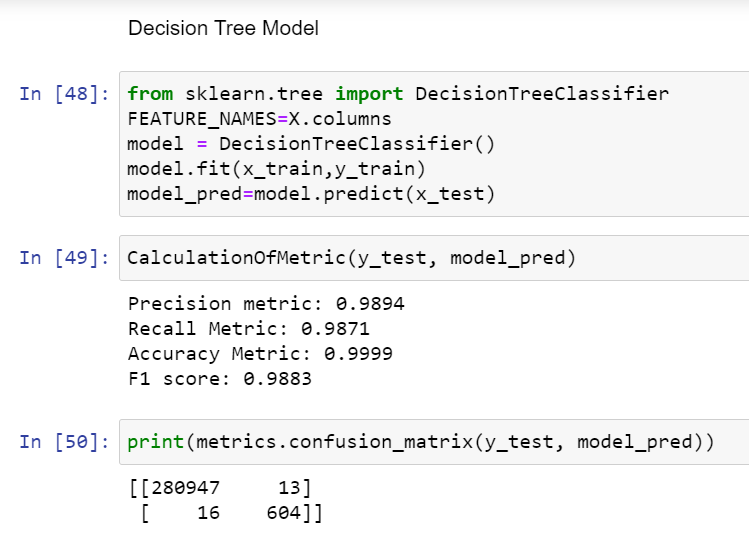 Decision Tree Model
In [48]: from sklearn.tree import DecisionTreeClassifier
FEATURE_NAMES=X.columns
model = DecisionTreeClassifier()
model.fit(x_train,y_train)
model_pred=model.predict(x_test)
In [49]: CalculationOfMetric(y_test, model_pred)
Precision metric: 0.9894
Recall Metric: 0.9871
Accuracy Metric: 0.9999
F1 score: 0.9883
In [50]: print(metrics.confusion_matrix(y_test, model_pred))
[[280947     13]
 [    16    604]]